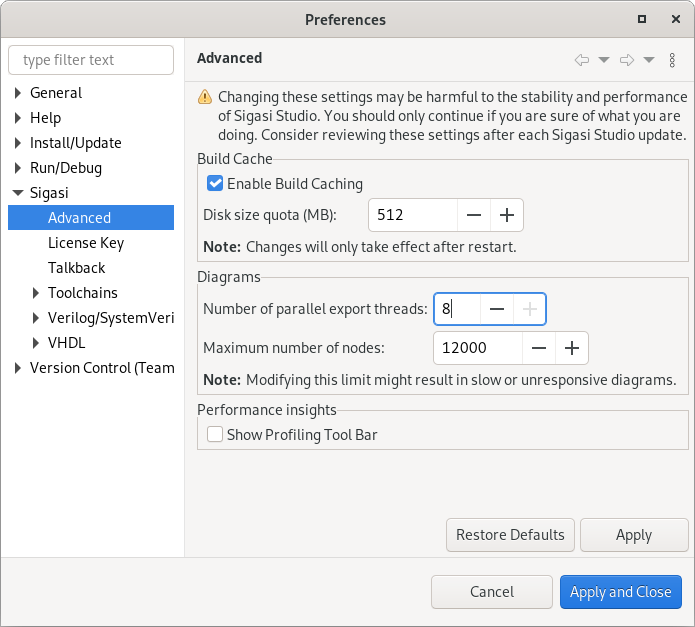 Preferences
type filter text
General
Help
Install/Update
Run/Debug
Sigasi
Advanced
License Key
Talkback
Toolchains
Verilog/SystemVeri
VHDL
Version Control (Team
Advanced
Changing these settings may be harmful to the stability and performance
of Sigasi Studio. You should only continue if you are sure of what you are
doing. Consider reviewing these settings after each Sigasi Studio update.
Build Cache
Enable Build Caching
Disk size quota (MB): 512
Note: Changes will only take effect after restart.
Diagrams
Number of parallel export threads: 8
Maximum number of nodes: 12000
Note: Modifying this limit might result in slow or unresponsive diagrams.
Performance insights
Show Profiling Tool Bar
Restore Defaults Apply
Cancel Apply and Close